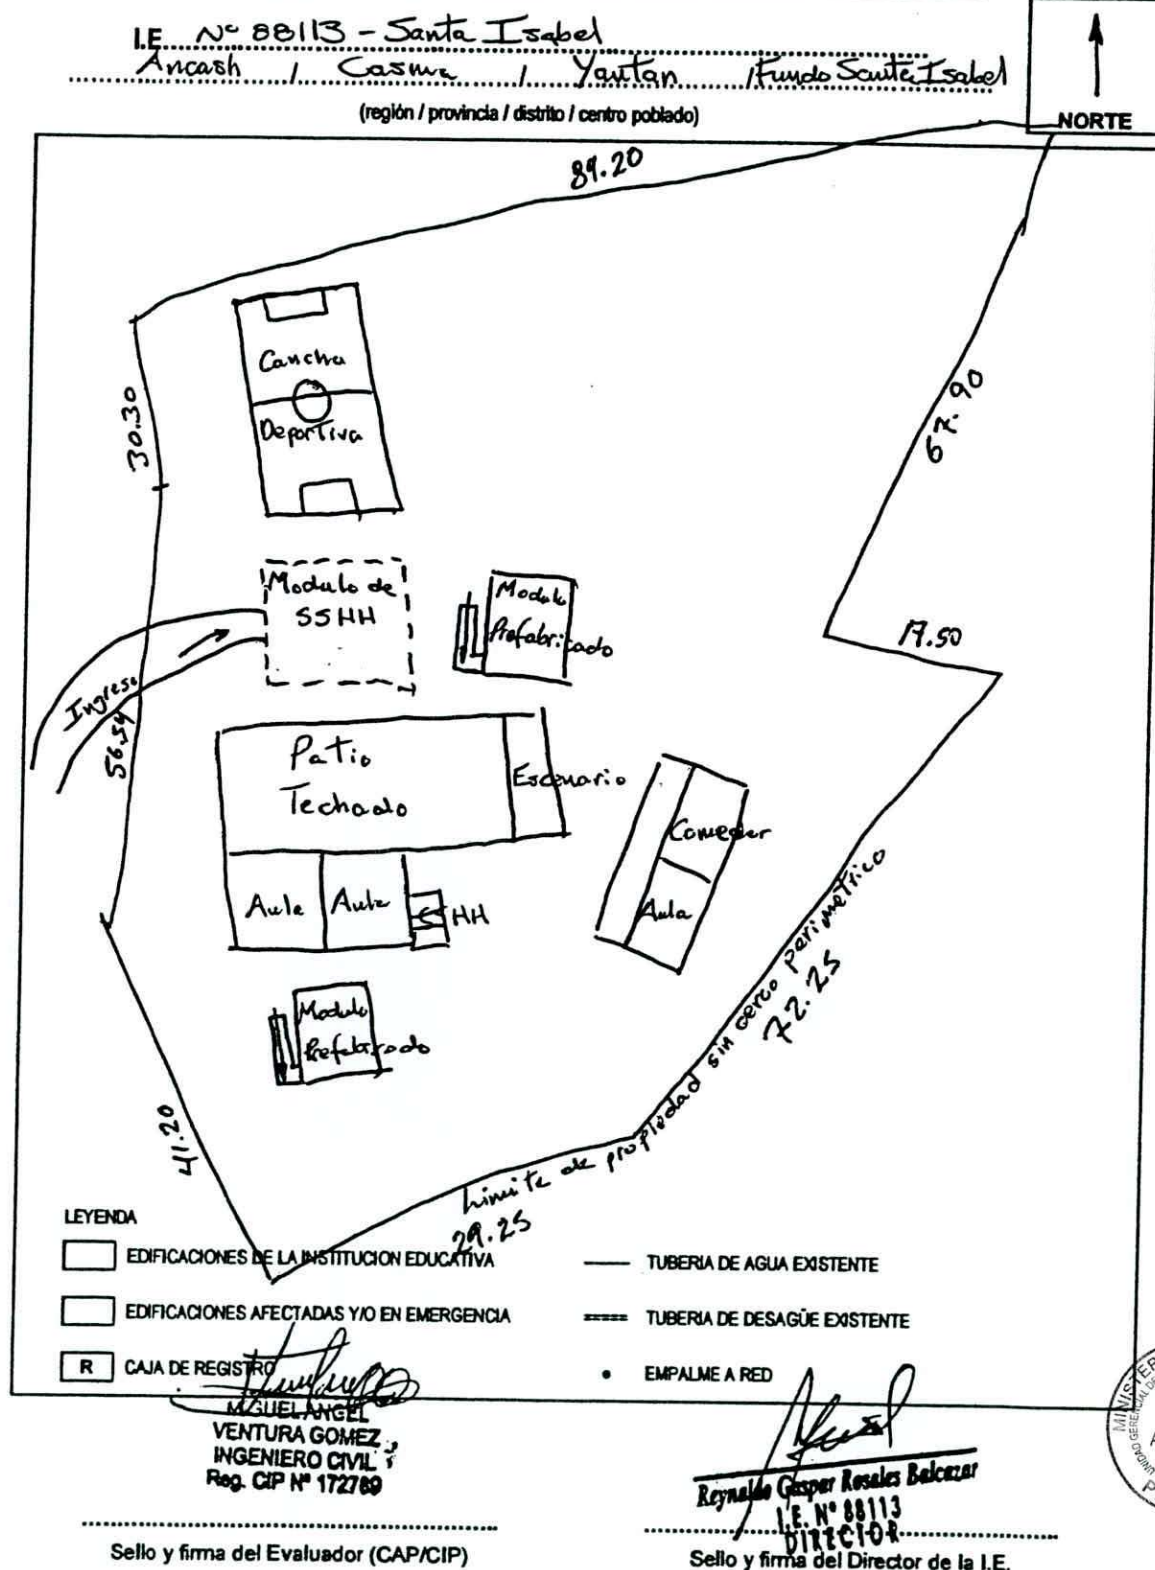 I.E. Nº 88113 - Santa Isabel
Ancash / Casma / Yautan / Fundo Santa Isabel
(región / provincia / distrito / centro poblado)
NORTE
89.20
30.30
67.90
Cancha
Deportiva
Modulo de
SSHH
Modulo
Prefabricado
17.50
Ingreso
56.54
Patio
Techado
Escenario
Comedor
Aula
Aula
Aula
HH
Modulo
Prefabricado
41.20
Limite de propiedad sin cerco perimetrico
29.25
72.25
LEYENDA
EDIFICACIONES DE LA INSTITUCION EDUCATIVA
TUBERIA DE AGUA EXISTENTE
EDIFICACIONES AFECTADAS Y/O EN EMERGENCIA
TUBERIA DE DESAGÜE EXISTENTE
R CAJA DE REGISTRO
EMPALME A RED
MIGUEL ANGEL
VENTURA GOMEZ
INGENIERO CIVIL
Reg. CIP Nº 172769
Reynaldo Gaspar Rosales Balcazar
I.E. Nº 88113
DIRECTOR
Sello y firma del Evaluador (CAP/CIP)
Sello y firma del Director de la I.E.